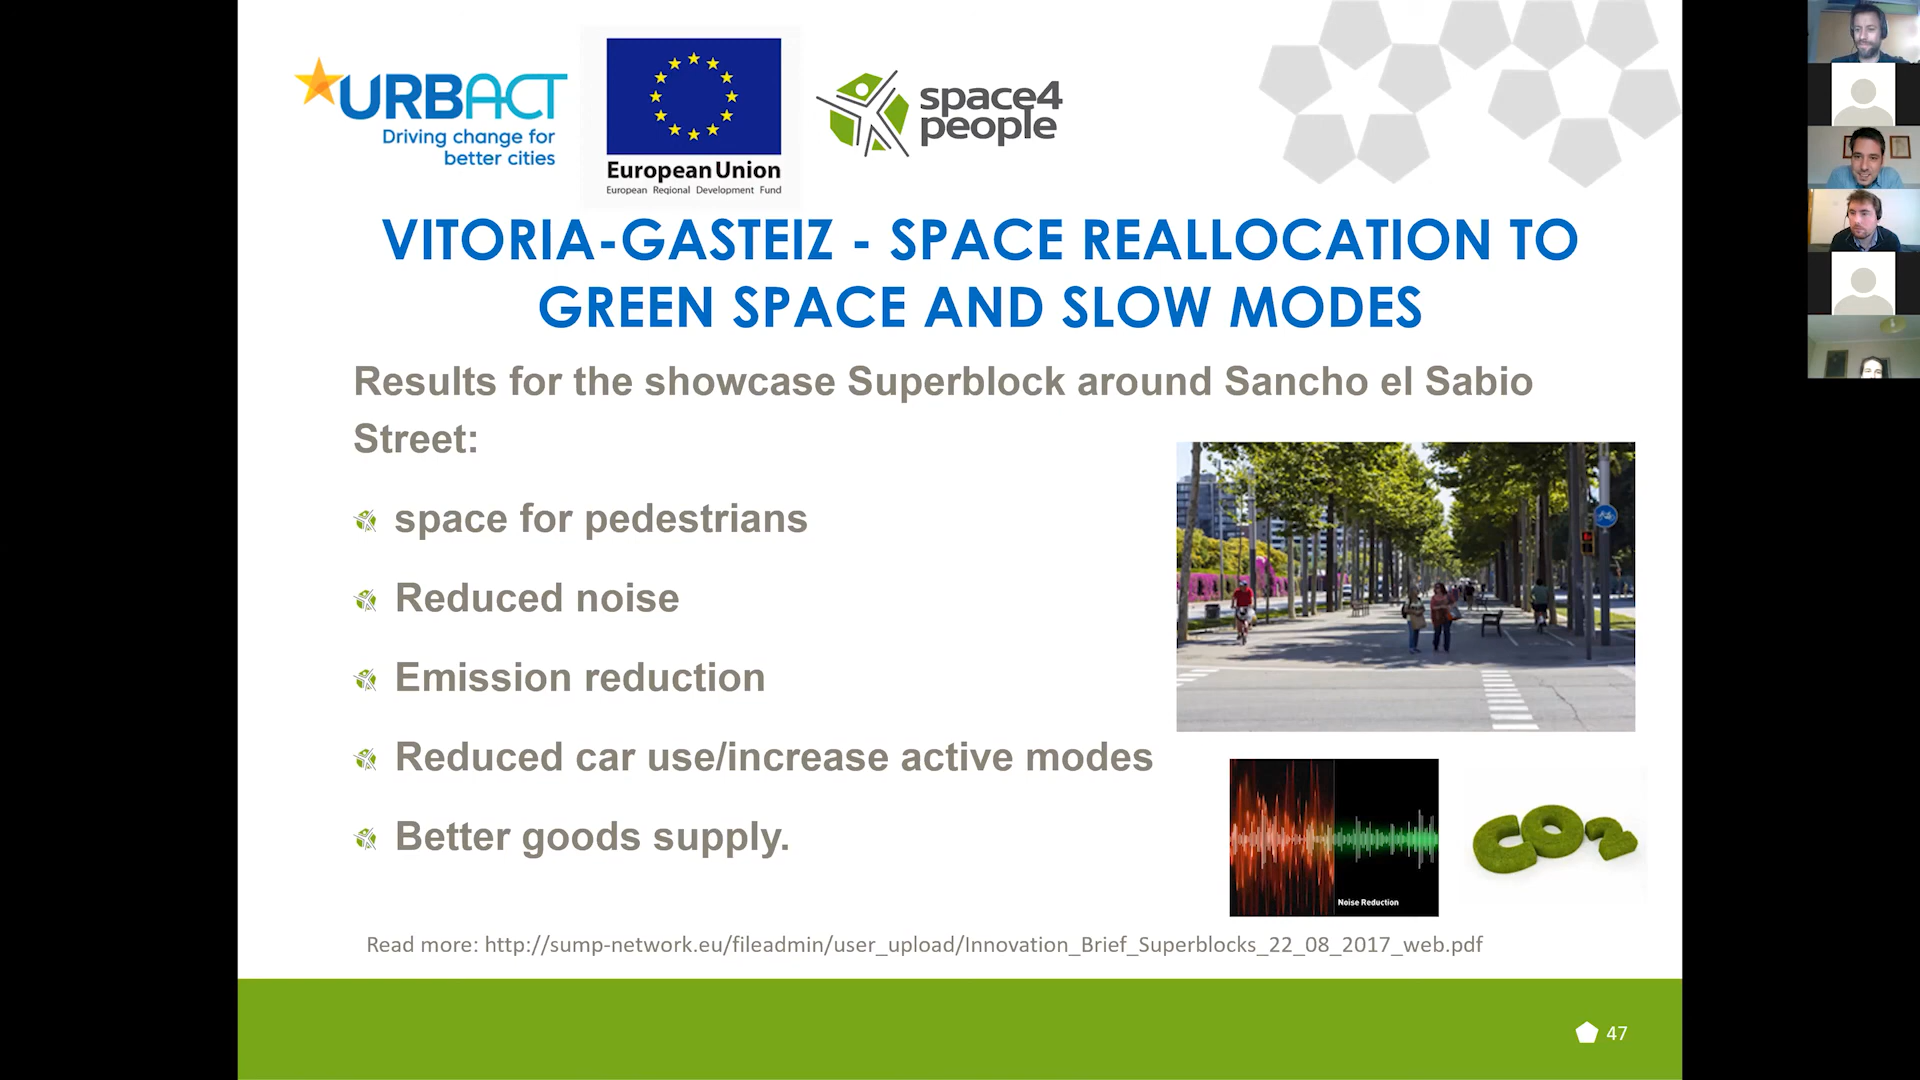 URBACT
Driving change for
better cities
European Union
European Regional Development Fund
space4
people
VITORIA-GASTEIZ - SPACE REALLOCATION TO
GREEN SPACE AND SLOW MODES
Results for the showcase Superblock around Sancho el Sabio
Street:
space for pedestrians
Reduced noise
Emission reduction
Reduced car use/increase active modes
Better goods supply.
Noise Reduction
CO2
Read more: http://sump-network.eu/fileadmin/user_upload/Innovation_Brief_Superblocks_22_08_2017_web.pdf
47